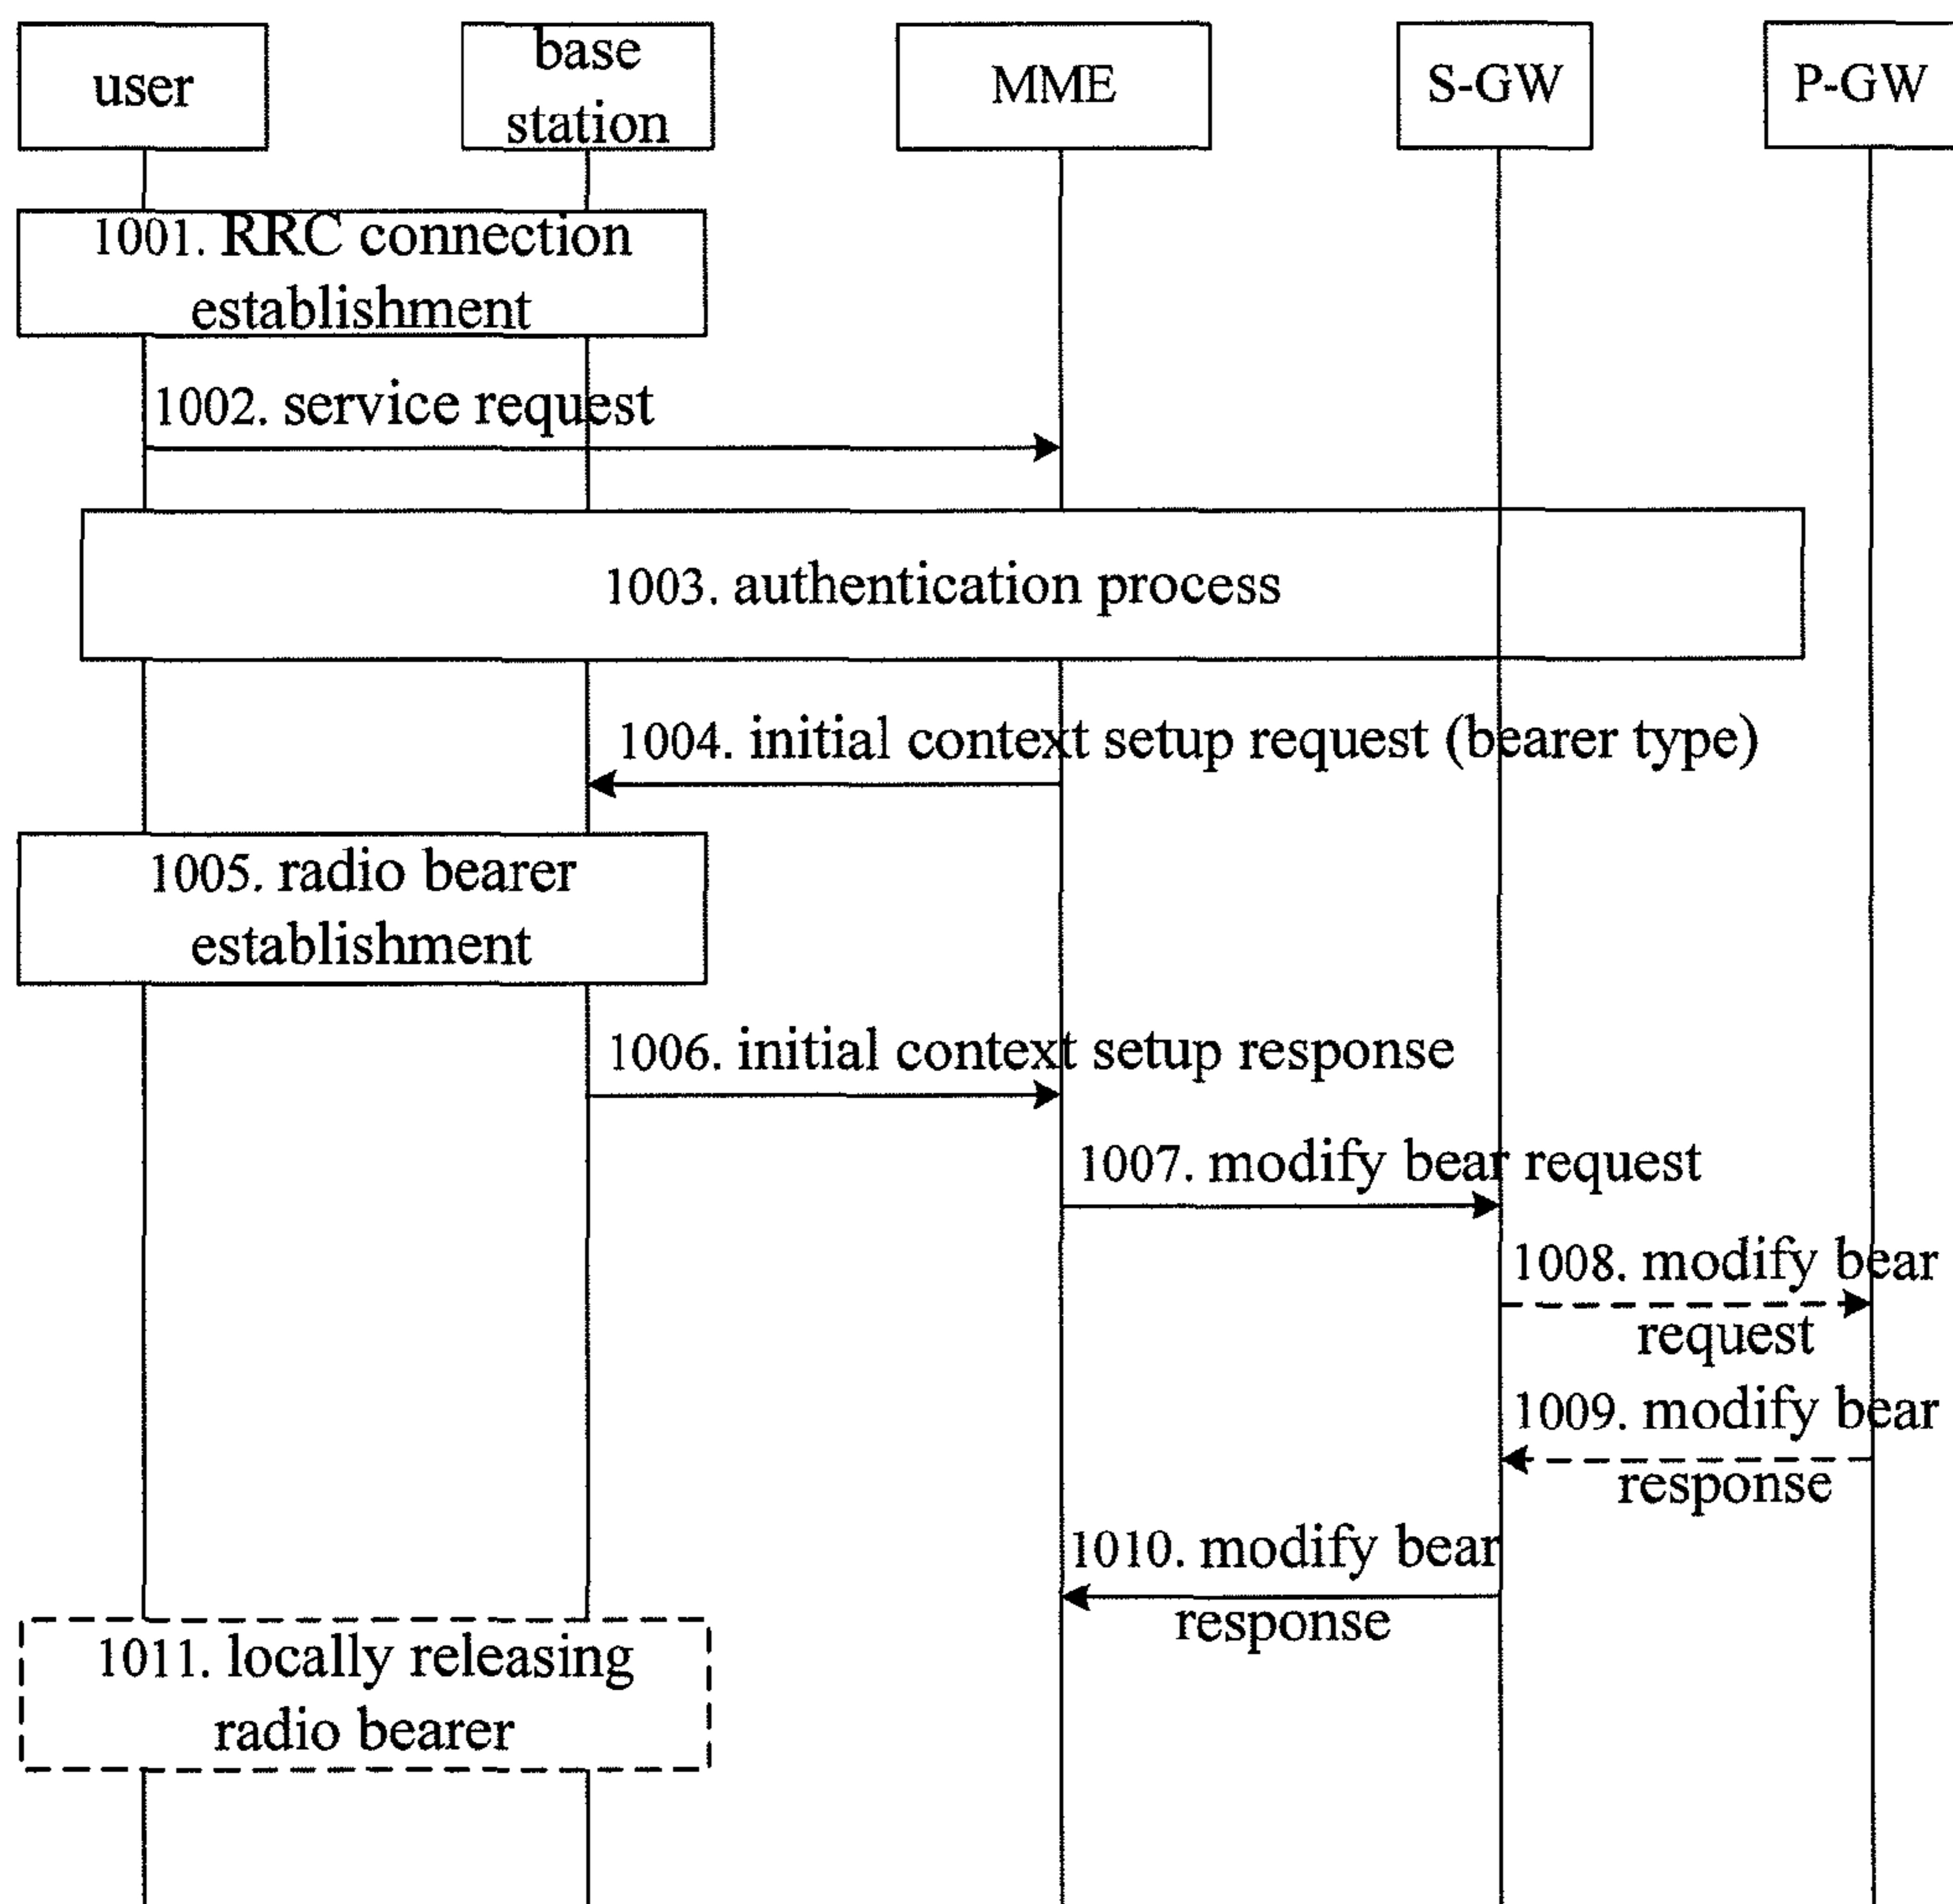 user
base
station
MME
S-GW
P-GW
1001. RRC connection
establishment
1002. service request
1003. authentication process
1004. initial context setup request (bearer type)
1005. radio bearer
establishment
1006. initial context setup response
1007. modify bear request
1008. modify bear
request
1009. modify bear
response
1010. modify bear
response
1011. locally releasing
radio bearer